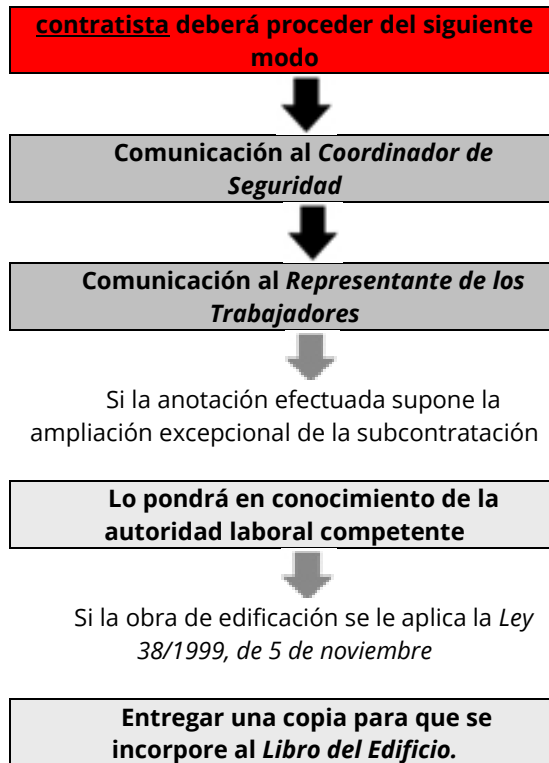 contratista deberá proceder del siguiente
modo
Comunicación al Coordinador de
Seguridad
Comunicación al Representante de los
Trabajadores
Si la anotación efectuada supone la
ampliación excepcional de la subcontratación
Lo pondrá en conocimiento de la
autoridad laboral competente
Si la obra de edificación se le aplica la Ley
38/1999, de 5 de noviembre
Entregar una copia para que se
incorpore al Libro del Edificio.